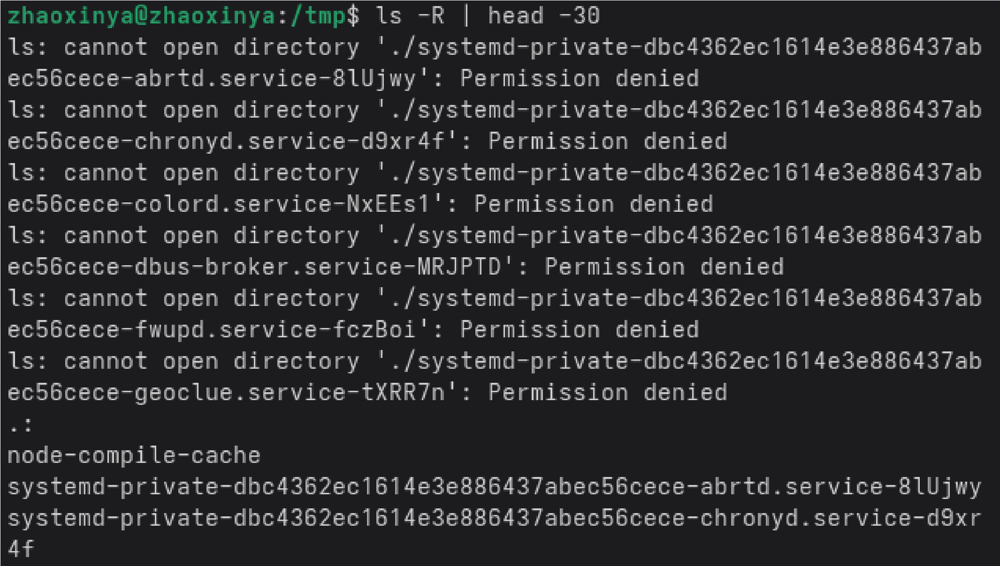 zhaoxinya@zhaoxinya:/tmp$ ls -R | head -30
ls: cannot open directory './systemd-private-dbc4362ec1614e3e886437ab
ec56cece-abrtd.service-8lUjwy': Permission denied
ls: cannot open directory './systemd-private-dbc4362ec1614e3e886437ab
ec56cece-chronyd.service-d9xr4f': Permission denied
ls: cannot open directory './systemd-private-dbc4362ec1614e3e886437ab
ec56cece-colord.service-NxEEs1': Permission denied
ls: cannot open directory './systemd-private-dbc4362ec1614e3e886437ab
ec56cece-dbus-broker.service-MRJPTD': Permission denied
ls: cannot open directory './systemd-private-dbc4362ec1614e3e886437ab
ec56cece-fwupd.service-fczBoi': Permission denied
ls: cannot open directory './systemd-private-dbc4362ec1614e3e886437ab
ec56cece-geoclue.service-tXRR7n': Permission denied
.:
node-compile-cache
systemd-private-dbc4362ec1614e3e886437abec56cece-abrtd.service-8lUjwy
systemd-private-dbc4362ec1614e3e886437abec56cece-chronyd.service-d9xr
4f